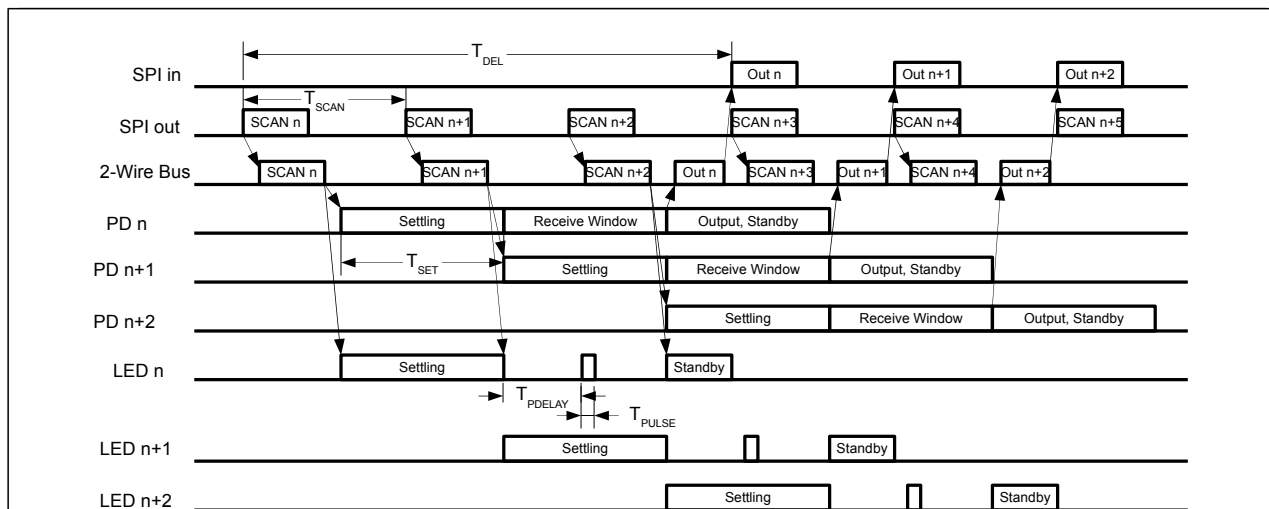 T_DEL
SPI in Out n Out n+1 Out n+2
T_SCAN
SPI out SCAN n SCAN n+1 SCAN n+2 SCAN n+3 SCAN n+4 SCAN n+5
2-Wire Bus SCAN n SCAN n+1 SCAN n+2 Out n SCAN n+3 Out n+1 SCAN n+4 Out n+2
PD n Settling Receive Window Output, Standby
PD n+1 T_SET Settling Receive Window Output, Standby
PD n+2 Settling Receive Window Output, Standby
LED n Settling Standby
T_PDELAY
T_PULSE
LED n+1 Settling Standby
LED n+2 Settling Standby